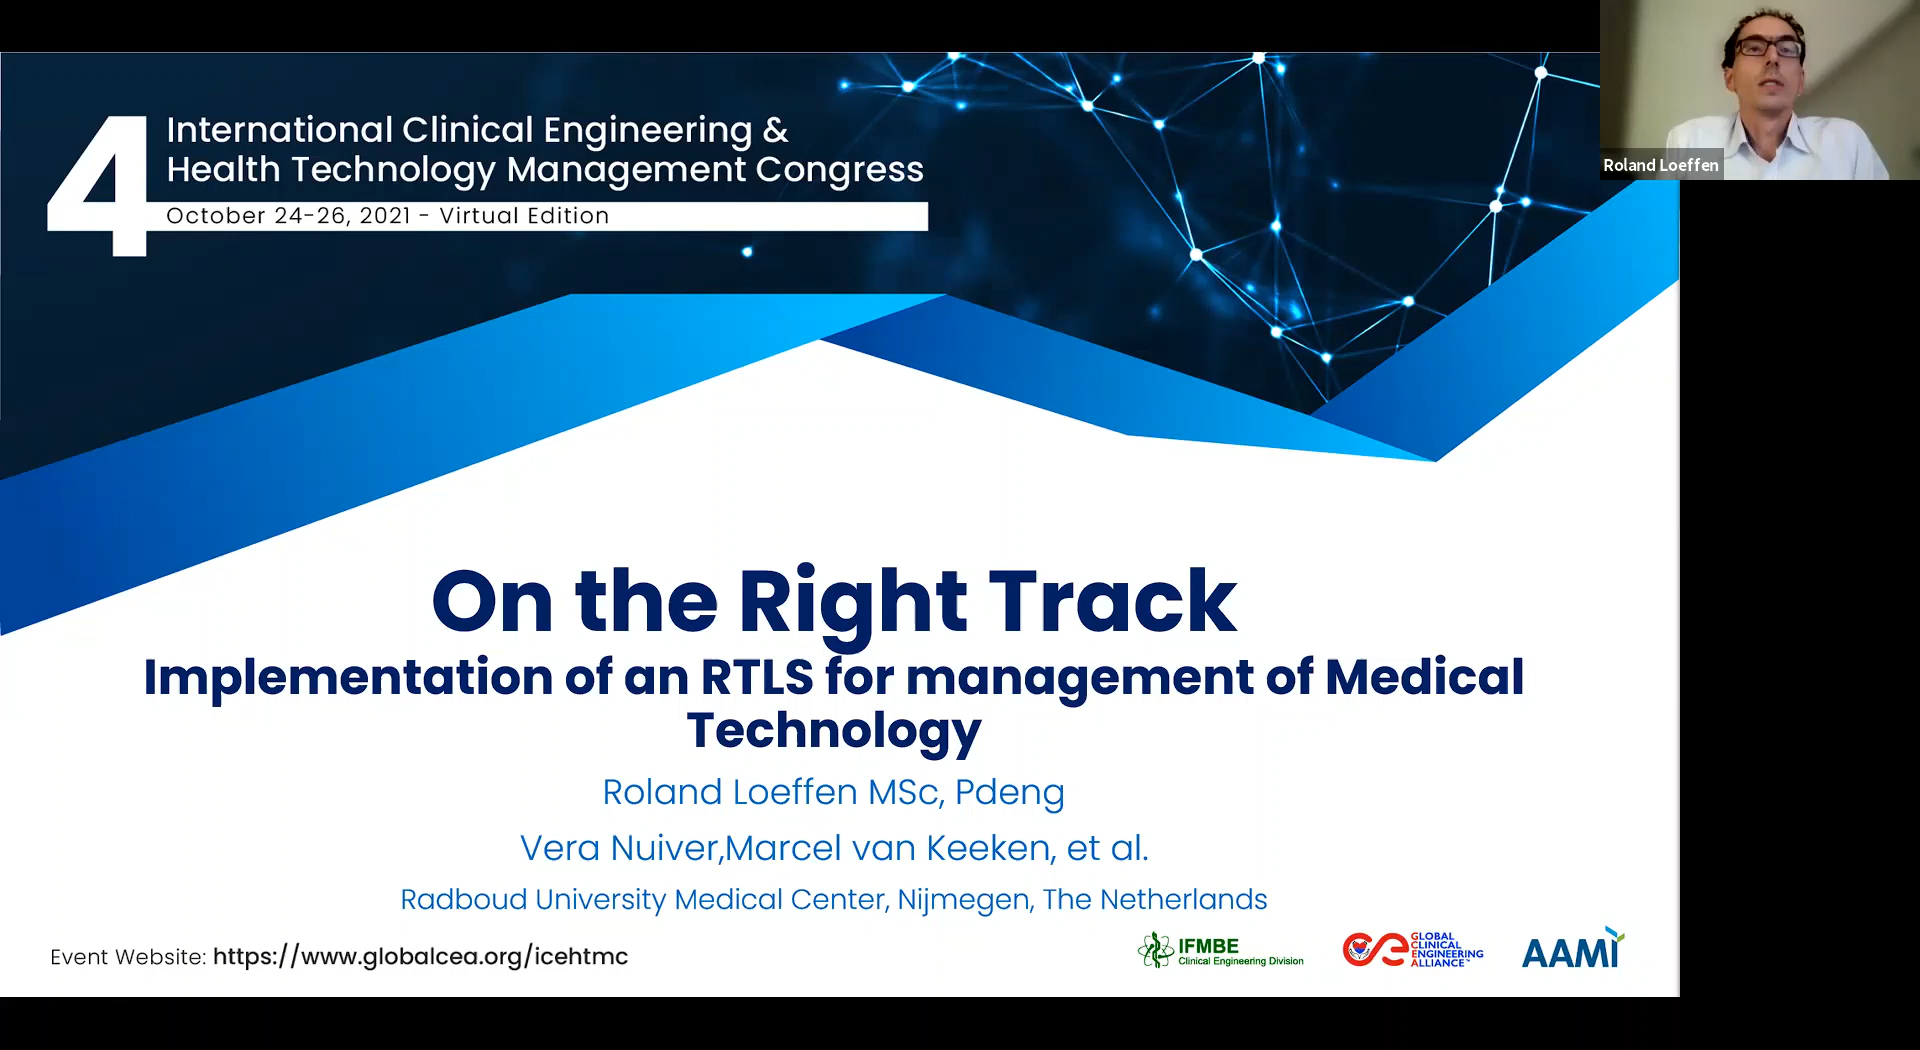 4
International Clinical Engineering &
Health Technology Management Congress
October 24-26, 2021 - Virtual Edition
Roland Loeffen
On the Right Track
Implementation of an RTLS for management of Medical
Technology
Roland Loeffen MSc, Pdeng
Vera Nuiver,Marcel van Keeken, et al.
Radboud University Medical Center, Nijmegen, The Netherlands
Event Website: https://www.globalcea.org/icehtmc
IFMBE
Clinical Engineering Division
GLOBAL
CLINICAL
ENGINEERING
ALLIANCE™
AAMI